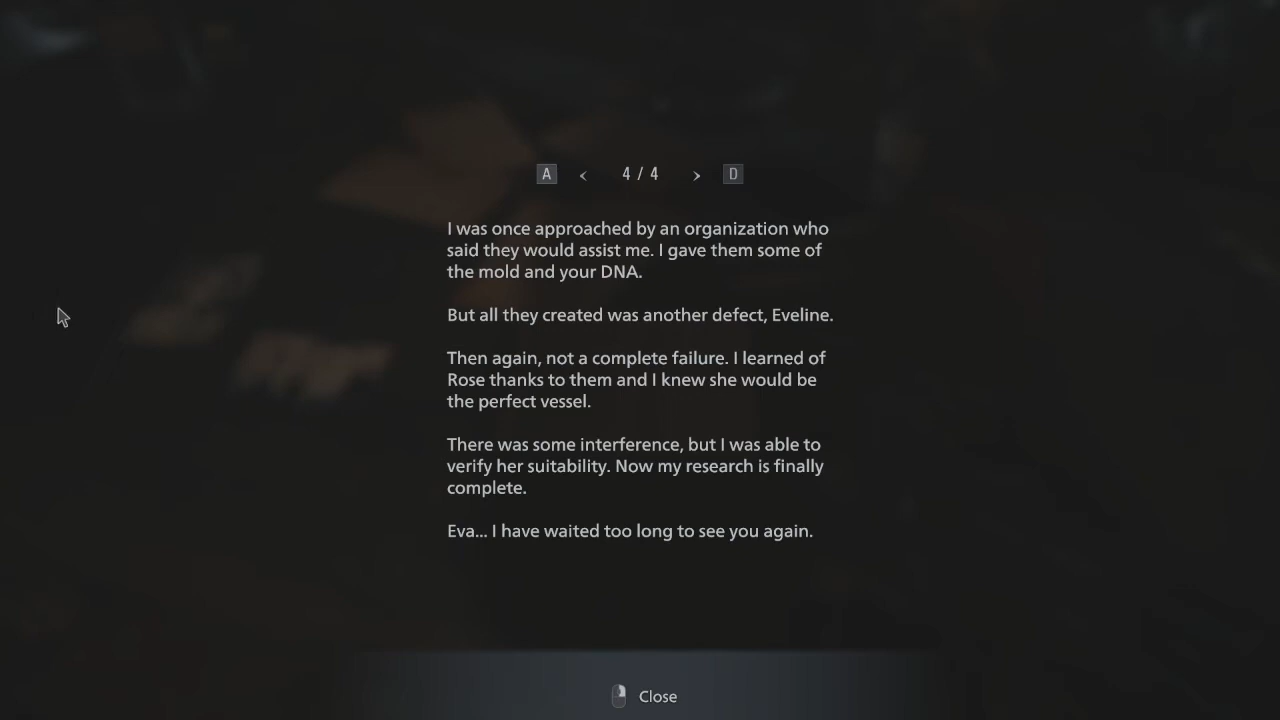 A < 4 / 4 > D
I was once approached by an organization who
said they would assist me. I gave them some of
the mold and your DNA.
But all they created was another defect, Eveline.
Then again, not a complete failure. I learned of
Rose thanks to them and I knew she would be
the perfect vessel.
There was some interference, but I was able to
verify her suitability. Now my research is finally
complete.
Eva... I have waited too long to see you again.
Close